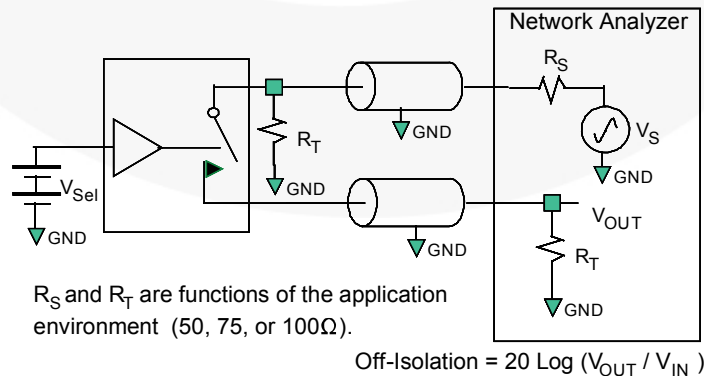 Network Analyzer
R_S
V_S
GND
R_T
GND
GND
V_Sel
GND
V_OUT
GND
R_T
GND
R_S and R_T are functions of the application
environment (50, 75, or 100Ω).
Off-Isolation = 20 Log (V_OUT / V_IN )